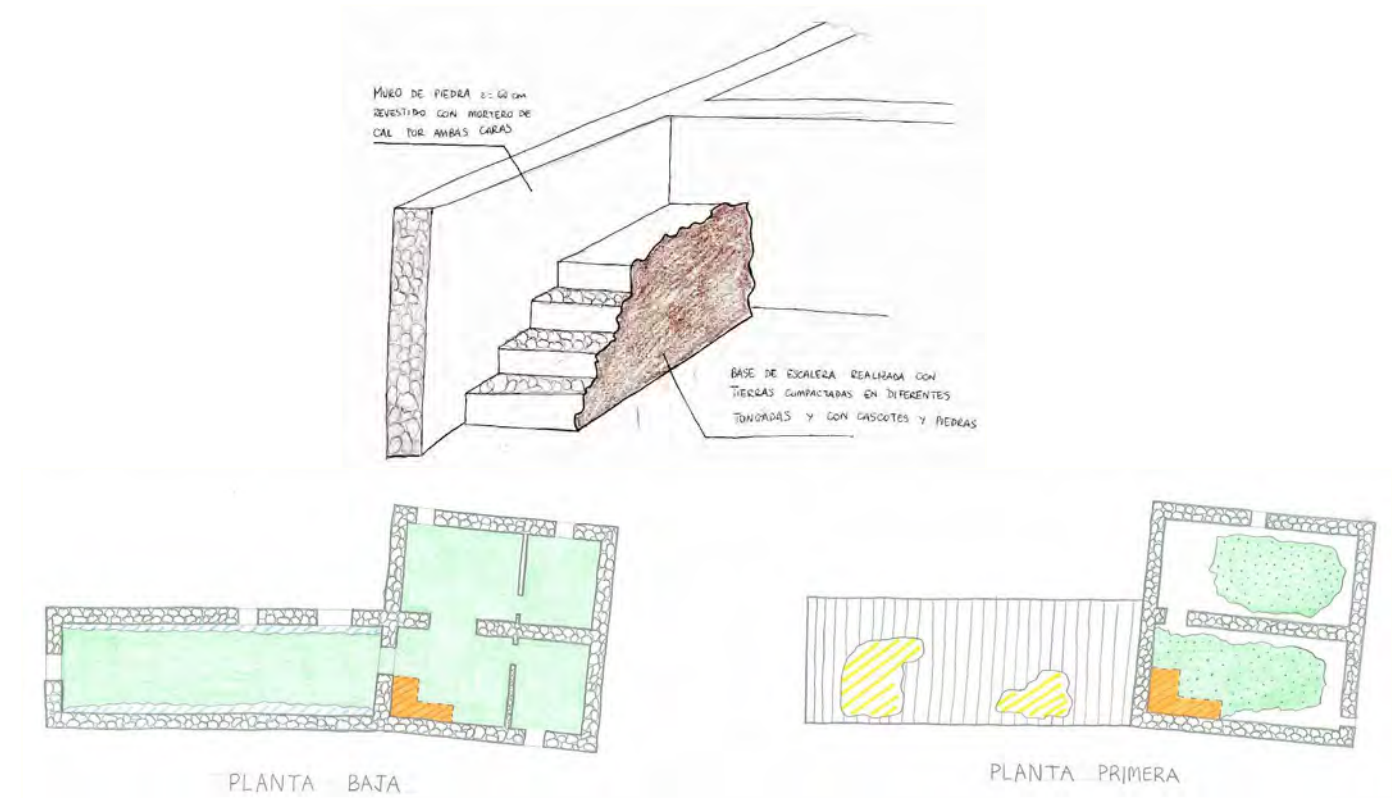 MURO DE PIEDRA e= 60 cm
REVESTIDO CON MORTERO DE
CAL POR AMBAS CARAS
BASE DE ESCALERA REALIZADA CON
TIERRAS COMPACTADAS EN DIFERENTES
TONGADAS Y CON CASCOTES Y PIEDRAS
PLANTA BAJA
PLANTA PRIMERA